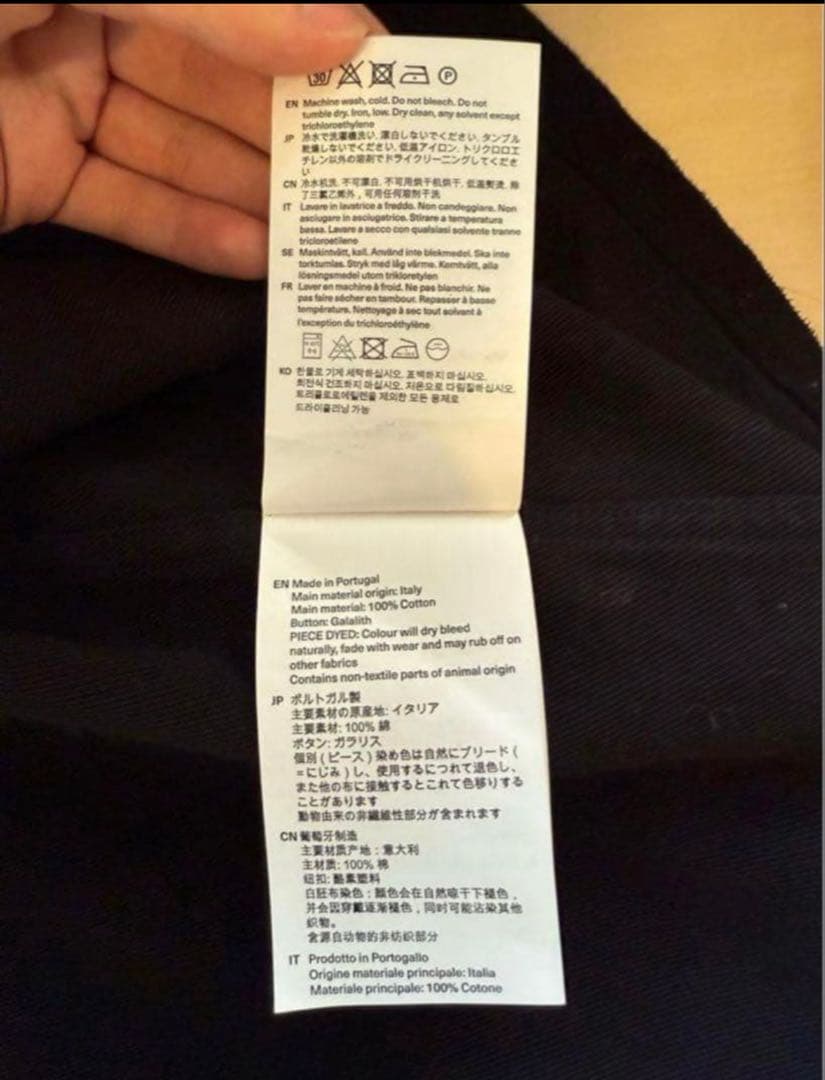 30 P
EN Machine wash, cold. Do not bleach. Do not
tumble dry. Iron, low. Dry clean, any solvent except
trichloroethylene
JP 冷水で洗濯機洗い. 漂白しないでください. タンブル
乾燥しないでください. 低温アイロン. トリクロロエ
チレン以外の溶剤でドライクリーニングしてくださ
い
CN 冷水机洗. 不可漂白. 不可用烘干机烘干. 低温熨烫. 除
了三氯乙烯外，可用任何溶剂干洗
IT Lavare in lavatrice a freddo. Non candeggiare. Non
asciugare in asciugatrice. Stirare a temperatura
bassa. Lavare a secco con qualsiasi solvente tranne
tricloroetilene
SE Maskintvätt, kall. Använd inte blekmedel. Ska inte
torktumlas. Stryk med låg värme. Kemtvätt, alla
lösningsmedel utom trikloretylen
FR Laver en machine à froid. Ne pas blanchir. Ne
pas faire sécher en tambour. Repasser à basse
température. Nettoyage à sec tout solvant à
l'exception du trichloroéthylène
KO 찬물로 기계 세탁하십시오. 표백하지 마십시오.
회전식 건조하지 마십시오. 저온으로 다림질하십시오.
트리클로로에틸렌을 제외한 모든 용제로
드라이클리닝 가능
EN Made in Portugal
Main material origin: Italy
Main material: 100% Cotton
Button: Galalith
PIECE DYED: Colour will dry bleed
naturally, fade with wear and may rub off on
other fabrics
Contains non-textile parts of animal origin
JP ポルトガル製
主要素材の原産地: イタリア
主要素材: 100% 綿
ボタン: ガラリス
個別 (ピース) 染め色は自然にブリード (
=にじみ) し、使用するにつれて退色し、
また他の布に接触するとこれて色移りする
ことがあります
動物由来の非繊維性部分が含まれます
CN 葡萄牙制造
主要材质产地：意大利
主材质: 100% 棉
纽扣: 酪素塑料
白胚布染色：颜色会在自然晾干下褪色，
并会因穿戴逐渐褪色，同时可能沾染其他
织物。
含源自动物的非纺织部分
IT Prodotto in Portogallo
Origine materiale principale: Italia
Materiale principale: 100% Cotone